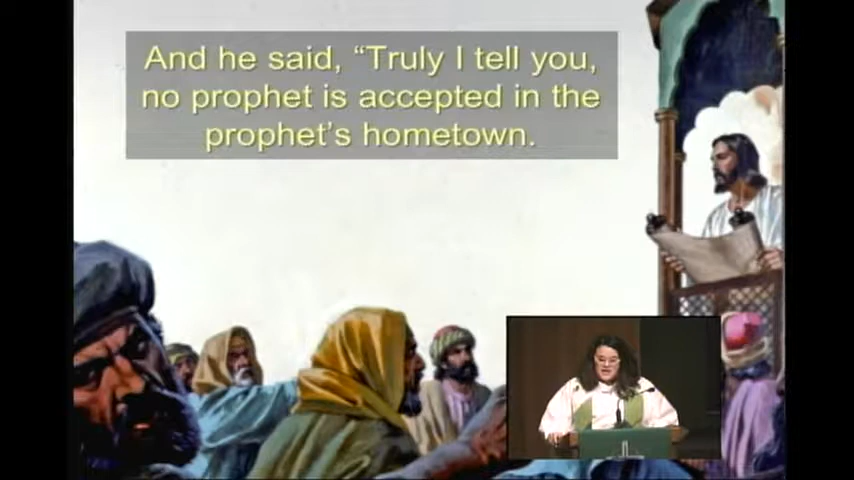 And he said, “Truly I tell you,
no prophet is accepted in the
prophet’s hometown.